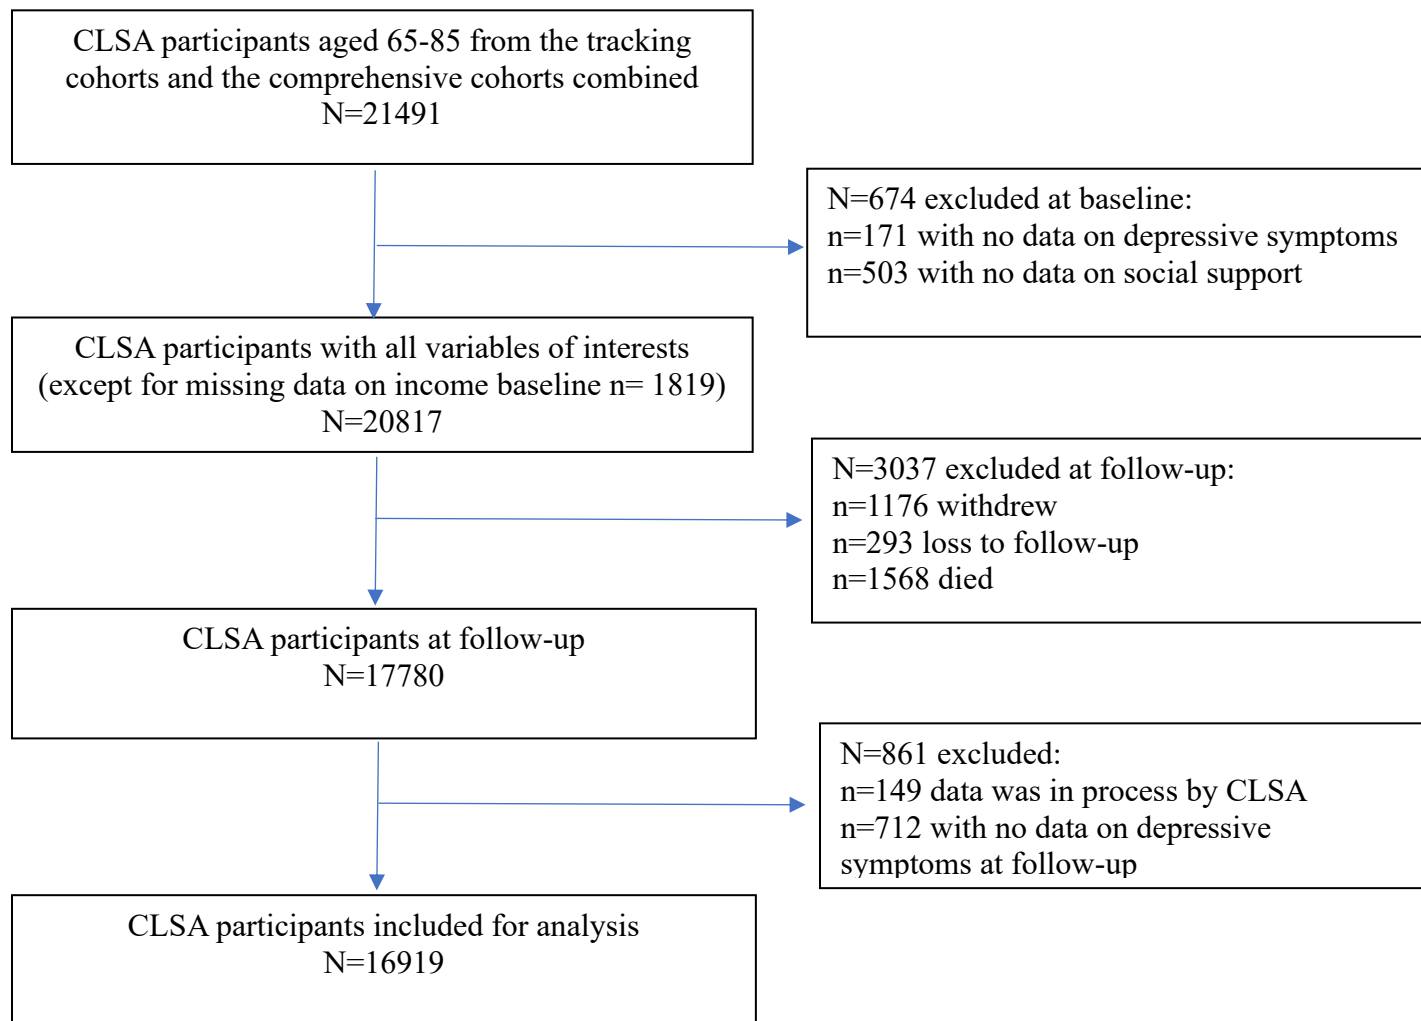 CLSA participants aged 65-85 from the tracking
cohorts and the comprehensive cohorts combined
N=21491
N=674 excluded at baseline:
n=171 with no data on depressive symptoms
n=503 with no data on social support
CLSA participants with all variables of interests
(except for missing data on income baseline n= 1819)
N=20817
N=3037 excluded at follow-up:
n=1176 withdrew
n=293 loss to follow-up
n=1568 died
CLSA participants at follow-up
N=17780
N=861 excluded:
n=149 data was in process by CLSA
n=712 with no data on depressive
symptoms at follow-up
CLSA participants included for analysis
N=16919